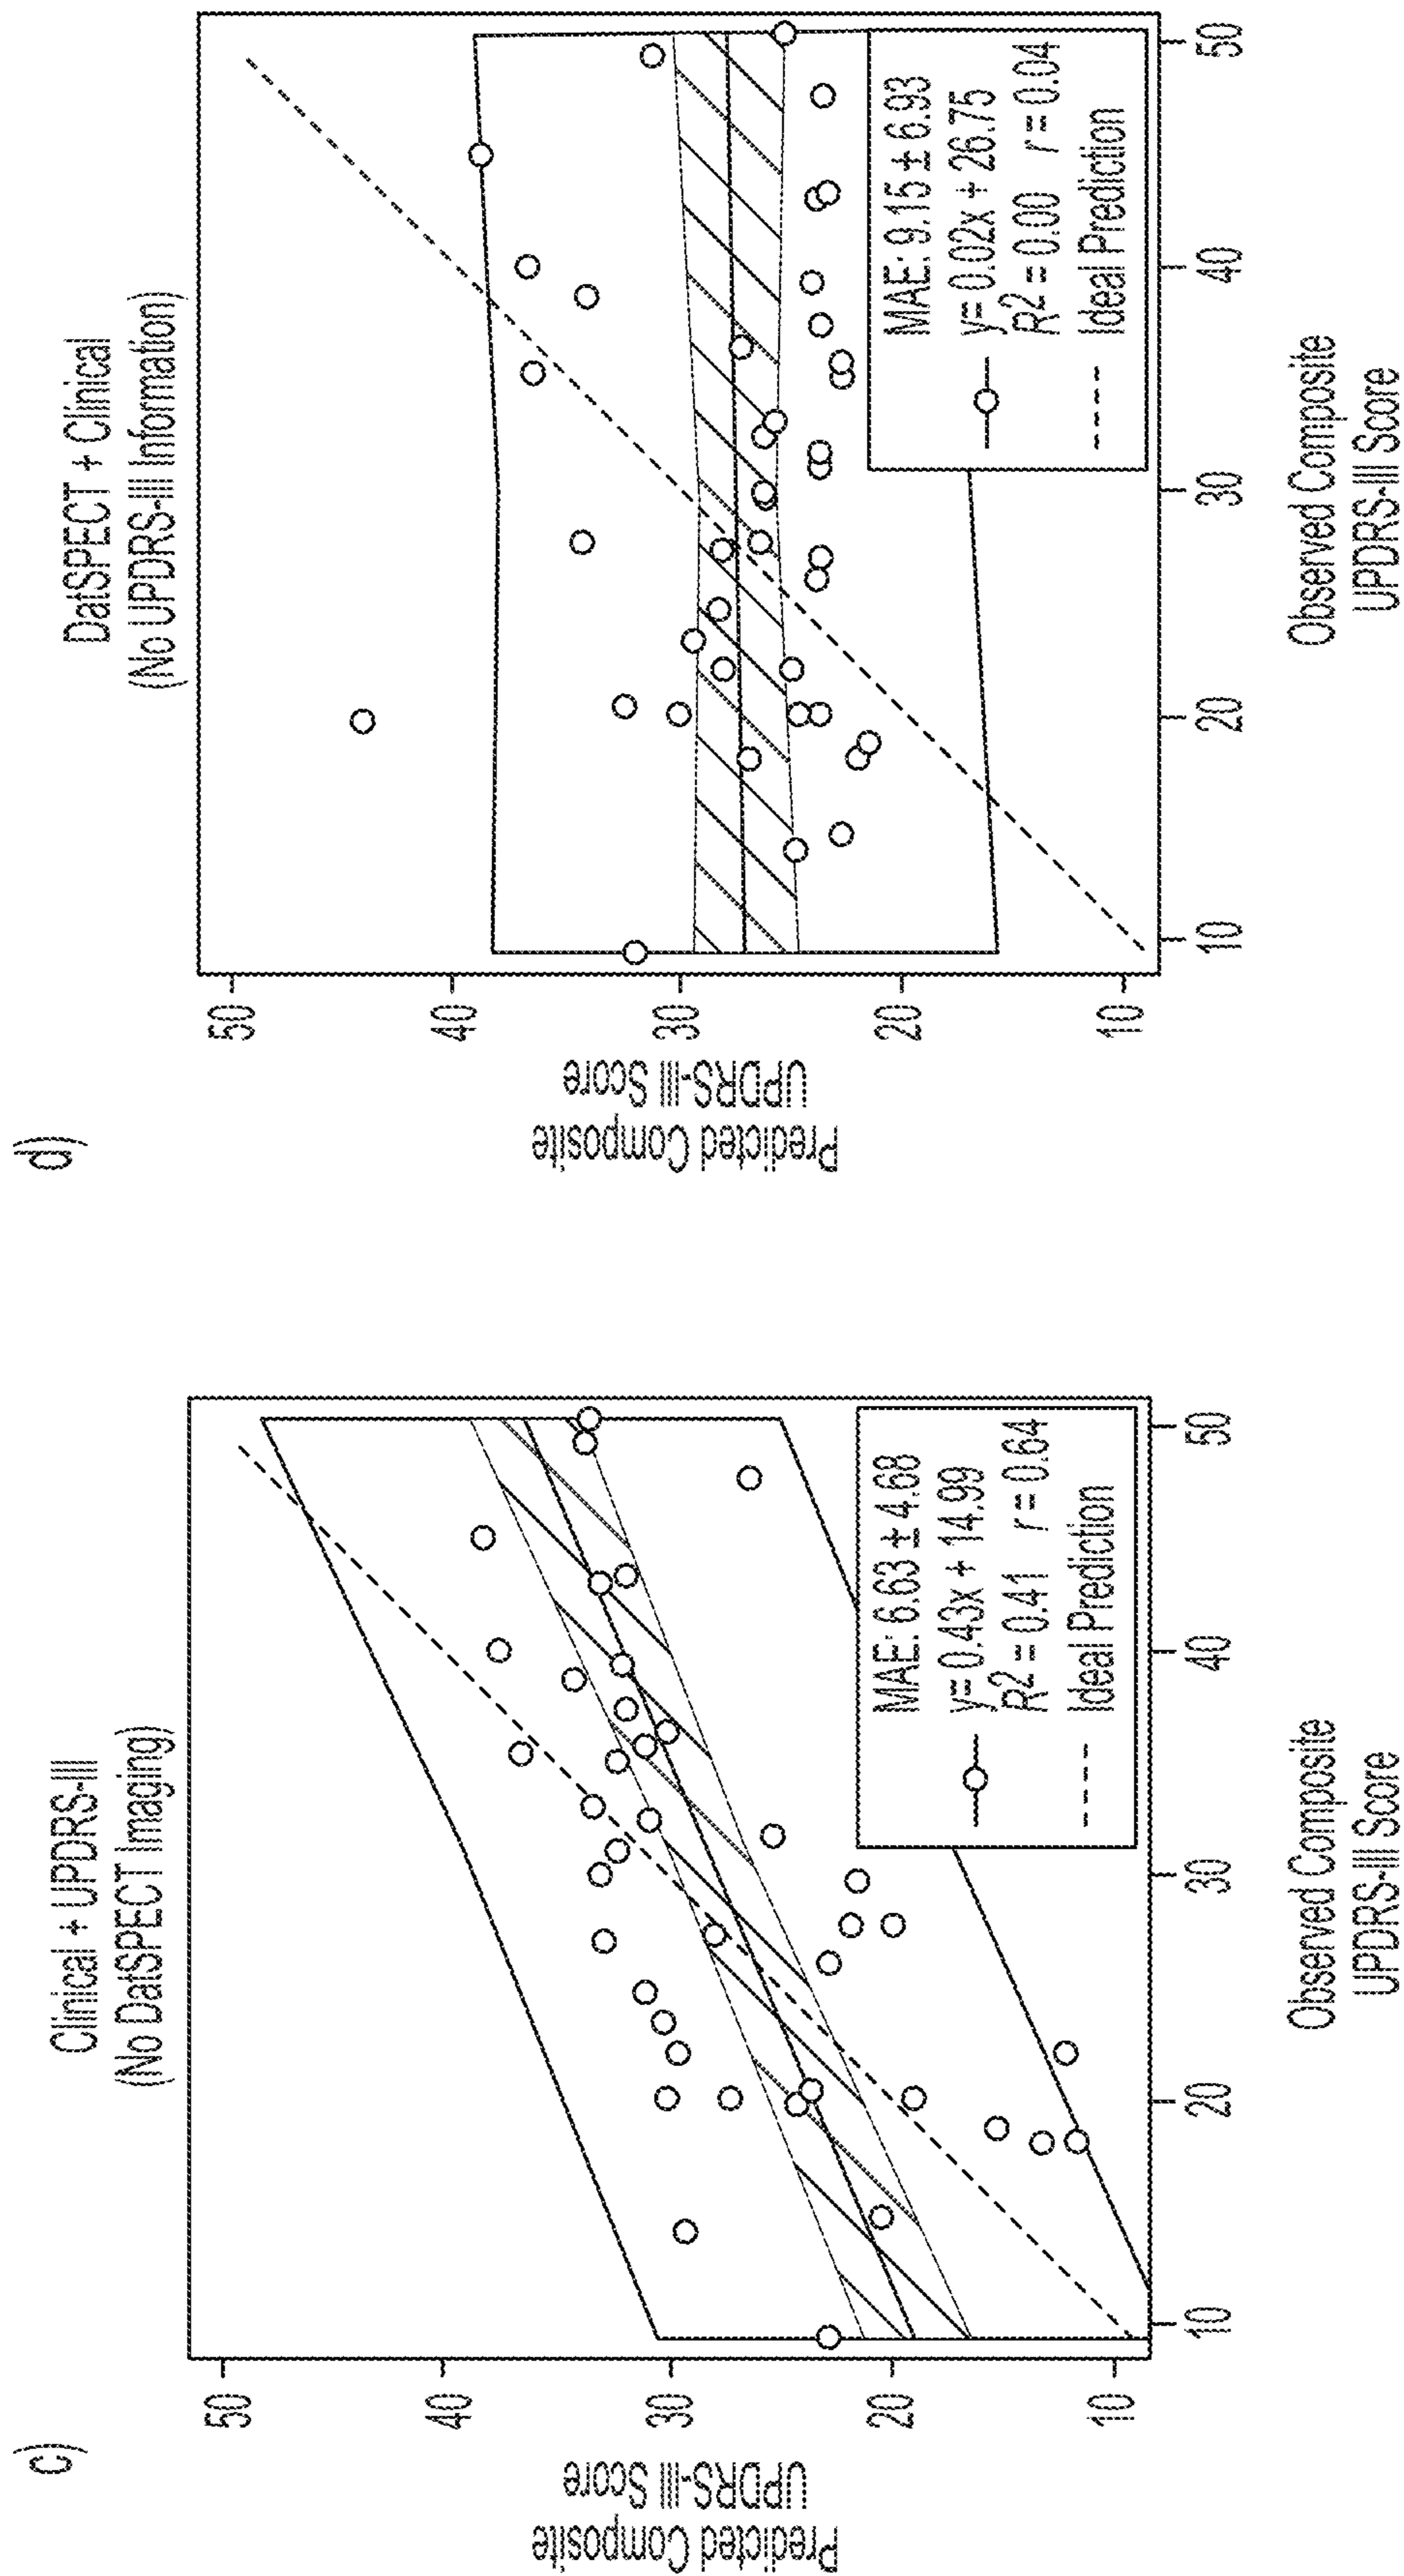 c)
Clinical + UPDRS-III
(No DatSPECT Imaging)
Predicted Composite
UPDRS-III Score
50
40
30
20
10
MAE: 6.63 ± 4.68
y= 0.43x + 14.99
R² = 0.41 r = 0.64
Ideal Prediction
10
20
30
40
50
Observed Composite
UPDRS-III Score
d)
DatSPECT + Clinical
(No UPDRS-III Information)
Predicted Composite
UPDRS-III Score
50
40
30
20
10
MAE: 9.15 ± 6.93
y= 0.02x + 26.75
R² = 0.00 r = 0.04
Ideal Prediction
10
20
30
40
50
Observed Composite
UPDRS-III Score